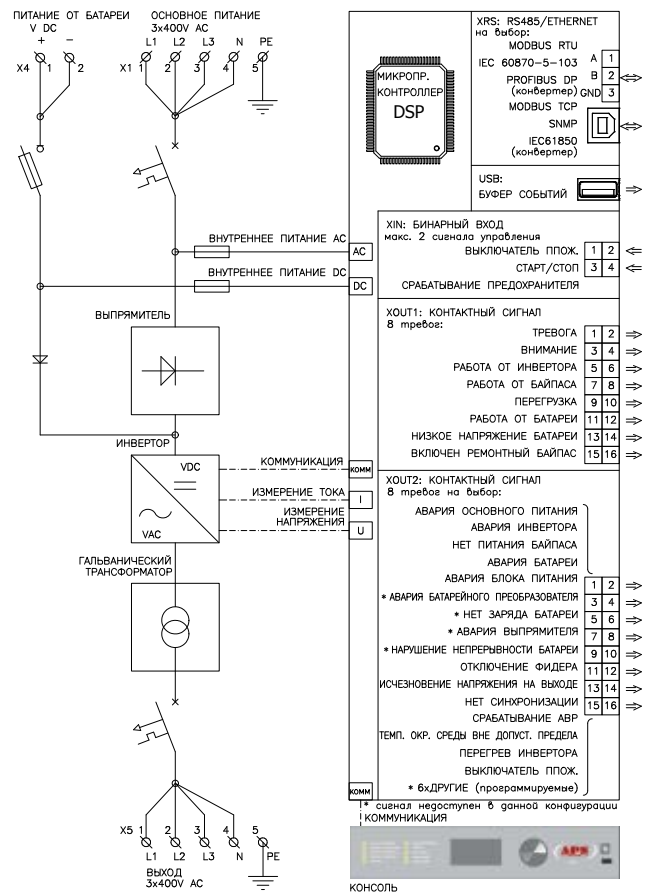 ПИТАНИЕ ОТ БАТАРЕИ
V DC
+ −
X4 1 2
ОСНОВНОЕ ПИТАНИЕ
3x400V AC
L1 L2 L3 N PE
X1 1 2 3 4 5
МИКРОПР.
КОНТРОЛЛЕР
DSP
XRS: RS485/ETHERNET
на выбор:
MODBUS RTU
IEC 60870-5-103
PROFIBUS DP
(конвертер)
MODBUS TCP
SNMP
IEC61850
(конвертер)
A 1
B 2
GND 3
USB:
БУФЕР СОБЫТИЙ
XIN: БИНАРНЫЙ ВХОД
макс. 2 сигнала управления
ВЫКЛЮЧАТЕЛЬ ППОЖ. 1 2
СТАРТ/СТОП 3 4
СРАБАТЫВАНИЕ ПРЕДОХРАНИТЕЛЯ
ВНУТРЕННЕЕ ПИТАНИЕ AC
AC
ВНУТРЕННЕЕ ПИТАНИЕ DC
DC
ВЫПРЯМИТЕЛЬ
XOUT1: КОНТАКТНЫЙ СИГНАЛ
8 тревог:
ТРЕВОГА 1 2
ВНИМАНИЕ 3 4
РАБОТА ОТ ИНВЕРТОРА 5 6
РАБОТА ОТ БАЙПАСА 7 8
ПЕРЕГРУЗКА 9 10
РАБОТА ОТ БАТАРЕИ 11 12
НИЗКОЕ НАПРЯЖЕНИЕ БАТАРЕИ 13 14
ВКЛЮЧЕН РЕМОНТНЫЙ БАЙПАС 15 16
ИНВЕРТОР
VDC
VAC
КОММУНИКАЦИЯ
КОММ
ИЗМЕРЕНИЕ ТОКА
I
ИЗМЕРЕНИЕ
НАПРЯЖЕНИЯ
U
ГАЛЬВАНИЧЕСКИЙ
ТРАНСФОРМАТОР
XOUT2: КОНТАКТНЫЙ СИГНАЛ
8 тревог на выбор:
АВАРИЯ ОСНОВНОГО ПИТАНИЯ
АВАРИЯ ИНВЕРТОРА
НЕТ ПИТАНИЯ БАЙПАСА
АВАРИЯ БАТАРЕИ
АВАРИЯ БЛОКА ПИТАНИЯ 1 2
* АВАРИЯ БАТАРЕЙНОГО ПРЕОБРАЗОВАТЕЛЯ 3 4
* НЕТ ЗАРЯДА БАТАРЕИ 5 6
* АВАРИЯ ВЫПРЯМИТЕЛЯ 7 8
* НАРУШЕНИЕ НЕПРЕРЫВНОСТИ БАТАРЕИ 9 10
ОТКЛЮЧЕНИЕ ФИДЕРА 11 12
ИСЧЕЗНОВЕНИЕ НАПРЯЖЕНИЯ НА ВЫХОДЕ 13 14
НЕТ СИНХРОНИЗАЦИИ 15 16
СРАБАТЫВАНИЕ АВР
ТЕМП. ОКР. СРЕДЫ ВНЕ ДОПУСТ. ПРЕДЕЛА
ПЕРЕГРЕВ ИНВЕРТОРА
ВЫКЛЮЧАТЕЛЬ ППОЖ.
* 6xДРУГИЕ (программируемые)
КОММ
* сигнал недоступен в данной конфигурации
КОММУНИКАЦИЯ
X5 1 2 3 4 5
L1 L2 L3 N PE
ВЫХОД
3x400V AC
APS
КОНСОЛЬ